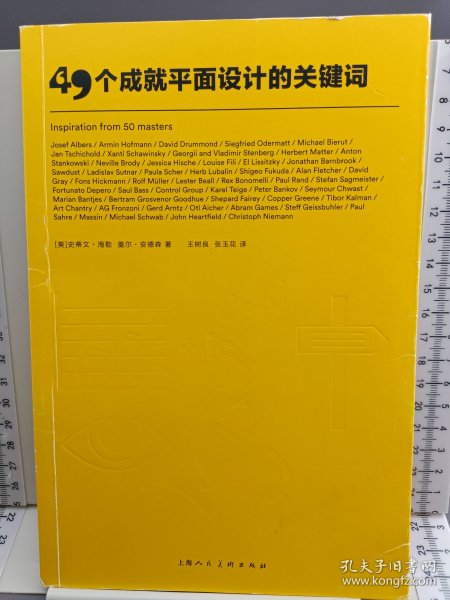 49个成就平面设计的关键词
Inspiration from 50 masters
Josef Albers / Armin Hofmann / David Drummond / Siegfried Odermatt / Michael Bierut /
Jan Tschichold / Xanti Schawinsky / Georgii and Vladimir Stenberg / Herbert Matter / Anton
Stankowski / Neville Brody / Jessica Hische / Louise Fili / El Lissitzky / Jonathan Barnbrook /
Sawdust / Ladislav Sutnar / Paula Scher / Herb Lubalin / Shigeo Fukuda / Alan Fletcher / David
Gray / Fons Hickmann / Rolf Müller / Lester Beall / Rex Bonomelli / Paul Rand / Stefan Sagmeister /
Fortunato Depero / Saul Bass / Control Group / Karel Teige / Peter Bankov / Seymour Chwast /
Marian Bantjes / Bertram Grosvenor Goodhue / Shepard Fairey / Copper Greene / Tibor Kalman /
Art Chantry / AG Fronzoni / Gerd Arntz / Otl Aicher / Abram Games / Steff Geissbuhler / Paul
Sahre / Massin / Michael Schwab / John Heartfield / Christoph Niemann
[美]史蒂文·海勒 盖尔·安德森 著 王树良 张玉花 译
上海人民美术出版社
孔夫子旧书网
www.kongfz.com